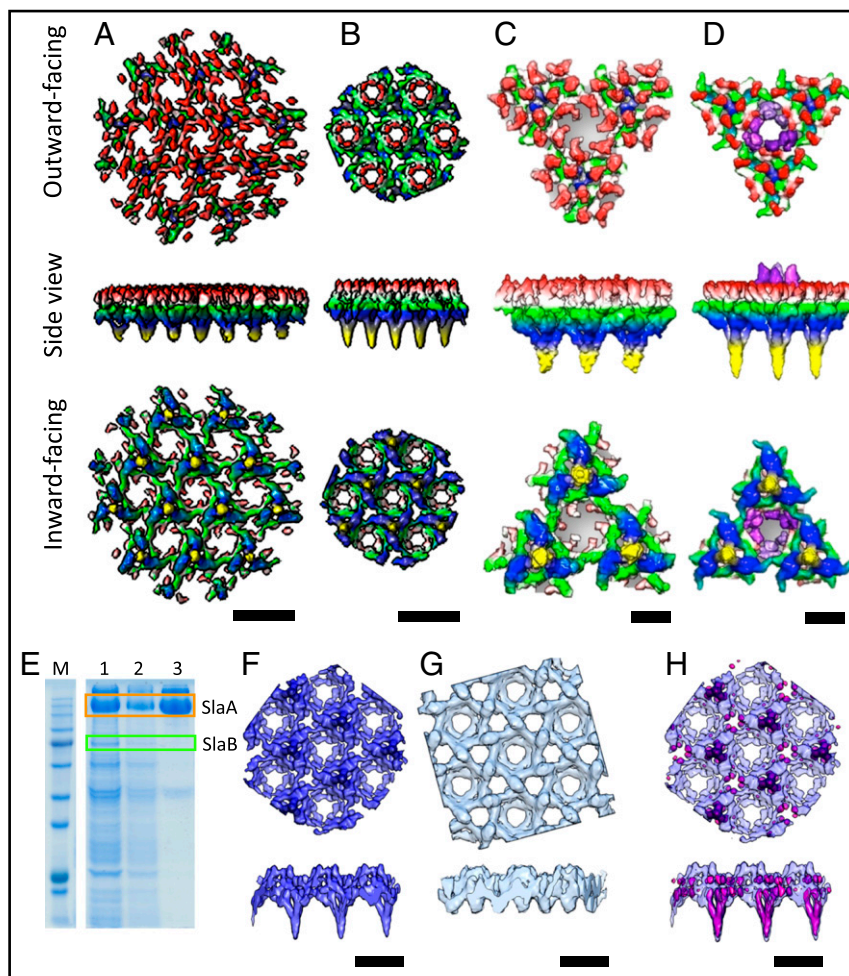 A B C D
Outward-facing
Side view
Inward-facing
E F G H
M 1 2 3
SlaA
SlaB